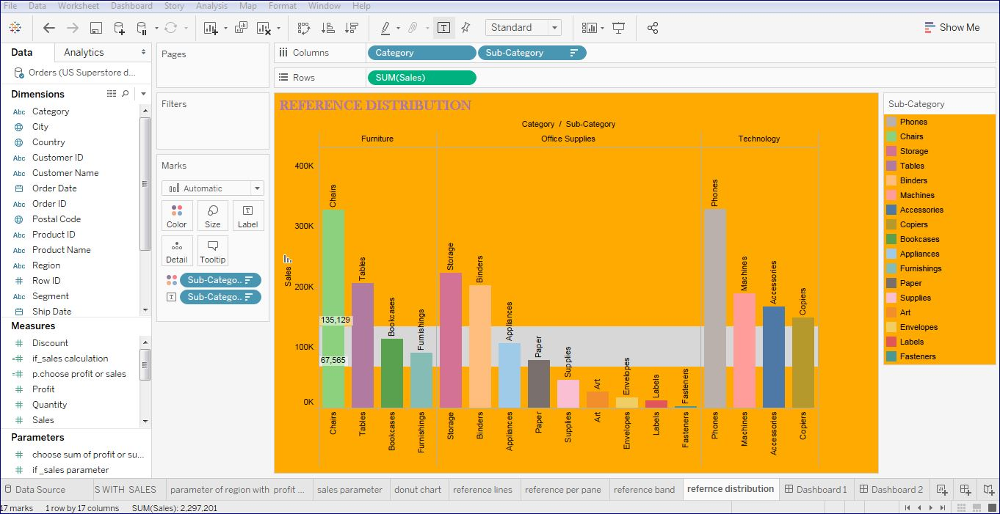 File Data Worksheet Dashboard Story Analysis Map Format Window Help
Standard
Show Me
Data Analytics
Orders (US Superstore d...
Dimensions
Abc Category
City
Country
Abc Customer ID
Abc Customer Name
Order Date
Abc Order ID
Postal Code
Abc Product ID
Abc Product Name
Abc Region
Row ID
Abc Segment
Ship Date
Measures
Discount
if_sales calculation
p.choose profit or sales
Profit
Quantity
Sales
Parameters
choose sum of profit or su...
if _sales parameter
Pages
Filters
Marks
Automatic
Color Size Label
Detail Tooltip
Sub-Catego..
Sub-Catego..
Columns Category Sub-Category
Rows SUM(Sales)
REFERENCE DISTRIBUTION
Category / Sub-Category
Furniture Office Supplies Technology
400K
300K
200K
100K
0K
Sales
135,129
67,565
Chairs Tables Bookcases Furnishings Storage Binders Appliances Paper Supplies Art Envelopes Labels Fasteners Phones Machines Accessories Copiers
Chairs Tables Bookcases Furnishings Storage Binders Appliances Paper Supplies Art Envelopes Labels Fasteners Phones Machines Accessories Copiers
Sub-Category
Phones
Chairs
Storage
Tables
Binders
Machines
Accessories
Copiers
Bookcases
Appliances
Furnishings
Paper
Supplies
Art
Envelopes
Labels
Fasteners
Data Source S WITH SALES parameter of region with profit ... sales parameter donut chart reference lines reference per pane reference band refernce distribution Dashboard 1 Dashboard 2
17 marks 1 row by 17 columns SUM(Sales): 2,297,201